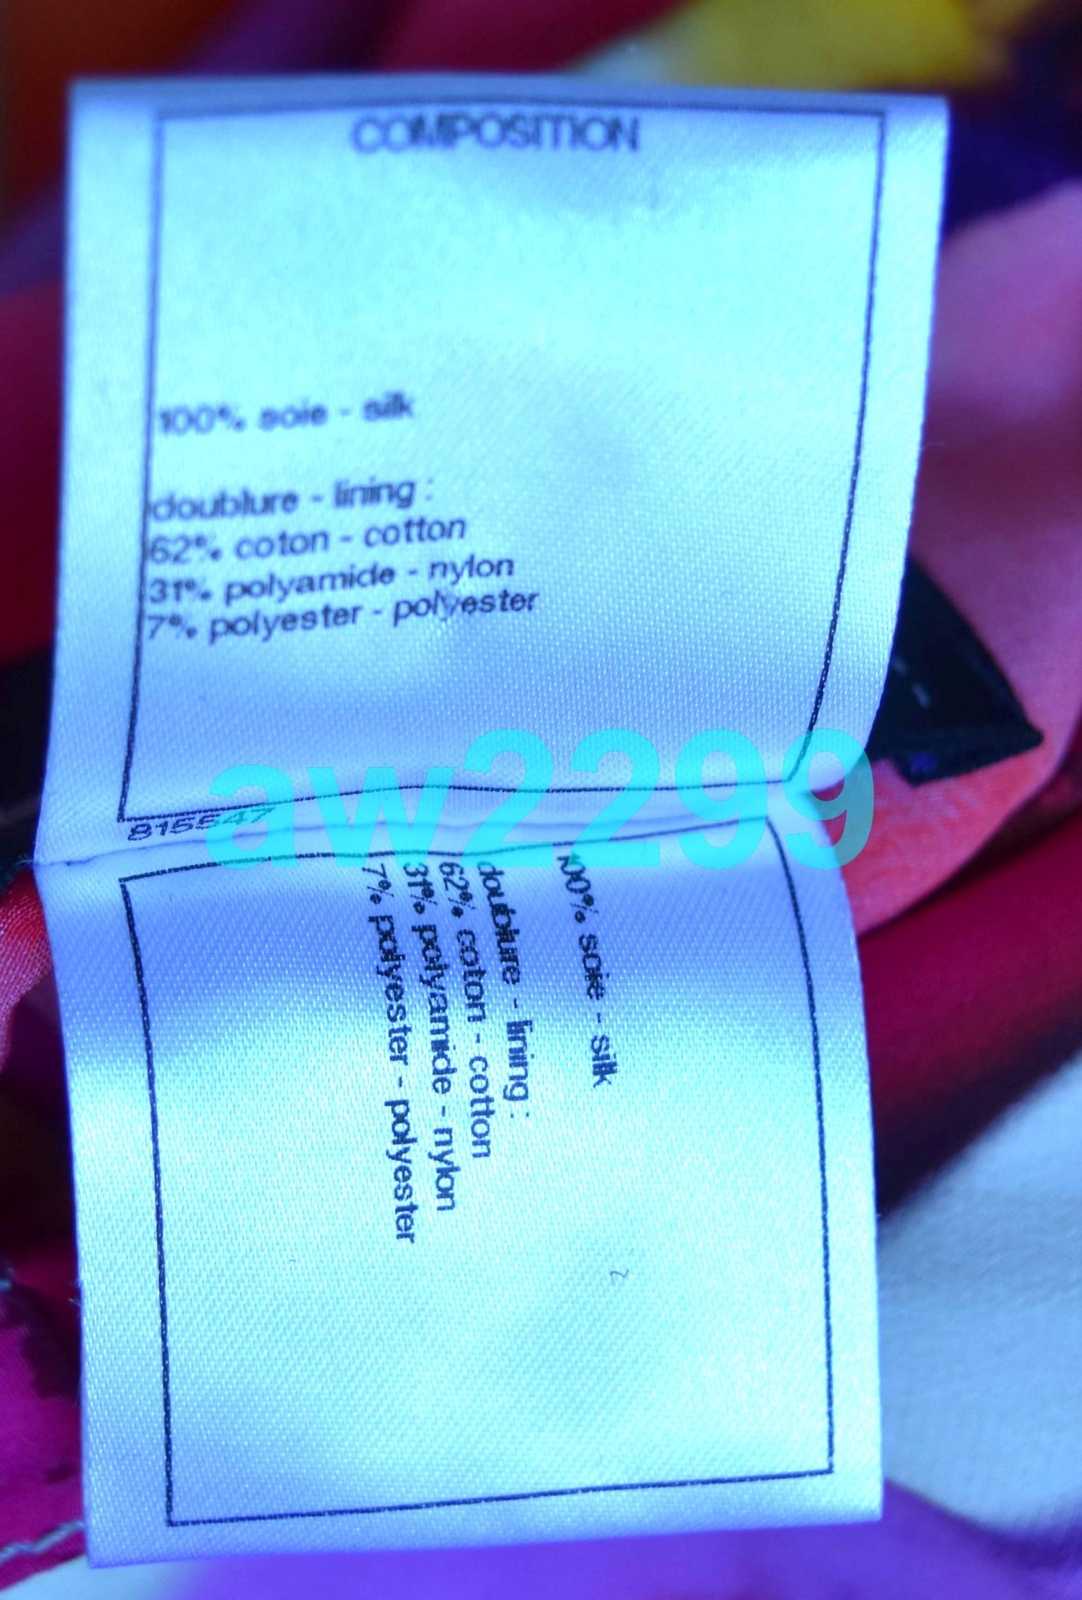 COMPOSITION
100% soie - silk
doublure - lining :
62% coton - cotton
31% polyamide - nylon
7% polyester - polyester
815547
aw2299
100% soie - silk
doublure - lining :
62% coton - cotton
31% polyamide - nylon
7% polyester - polyester